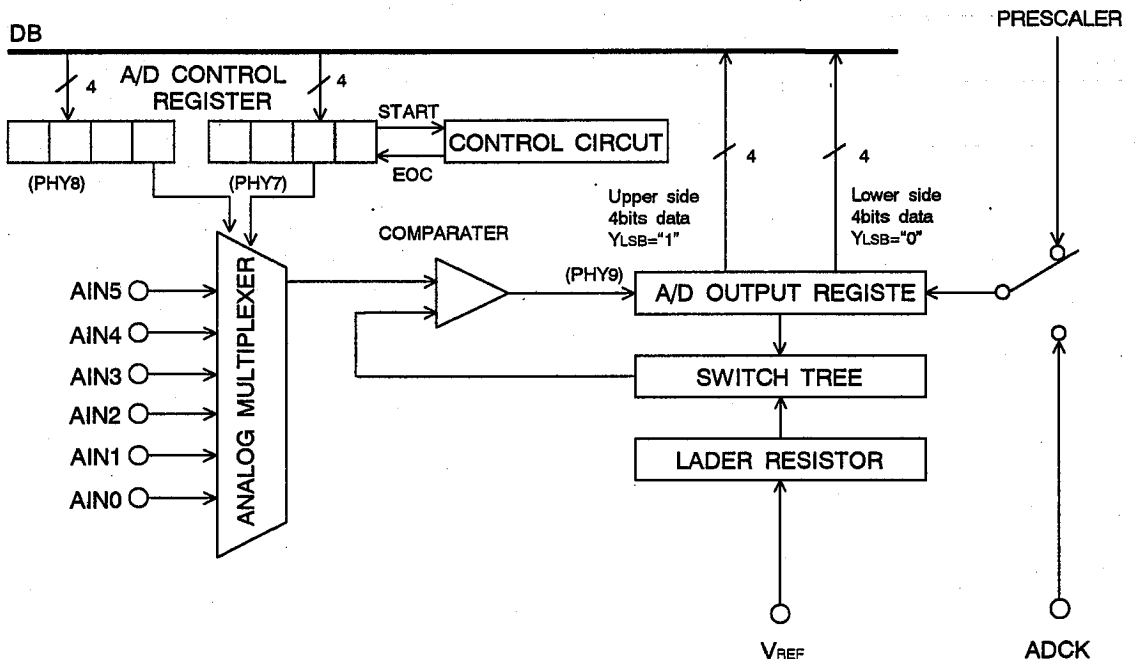 DB
PRESCALER
A/D CONTROL
REGISTER
4
4
START
CONTROL CIRCUT
EOC
(PHY8)
(PHY7)
4
4
Upper side
4bits data
YLSB="1"
Lower side
4bits data
YLSB="0"
COMPARATER
(PHY9)
A/D OUTPUT REGISTE
ANALOG MULTIPLEXER
AIN5
AIN4
AIN3
AIN2
AIN1
AIN0
SWITCH TREE
LADER RESISTOR
VREF
ADCK